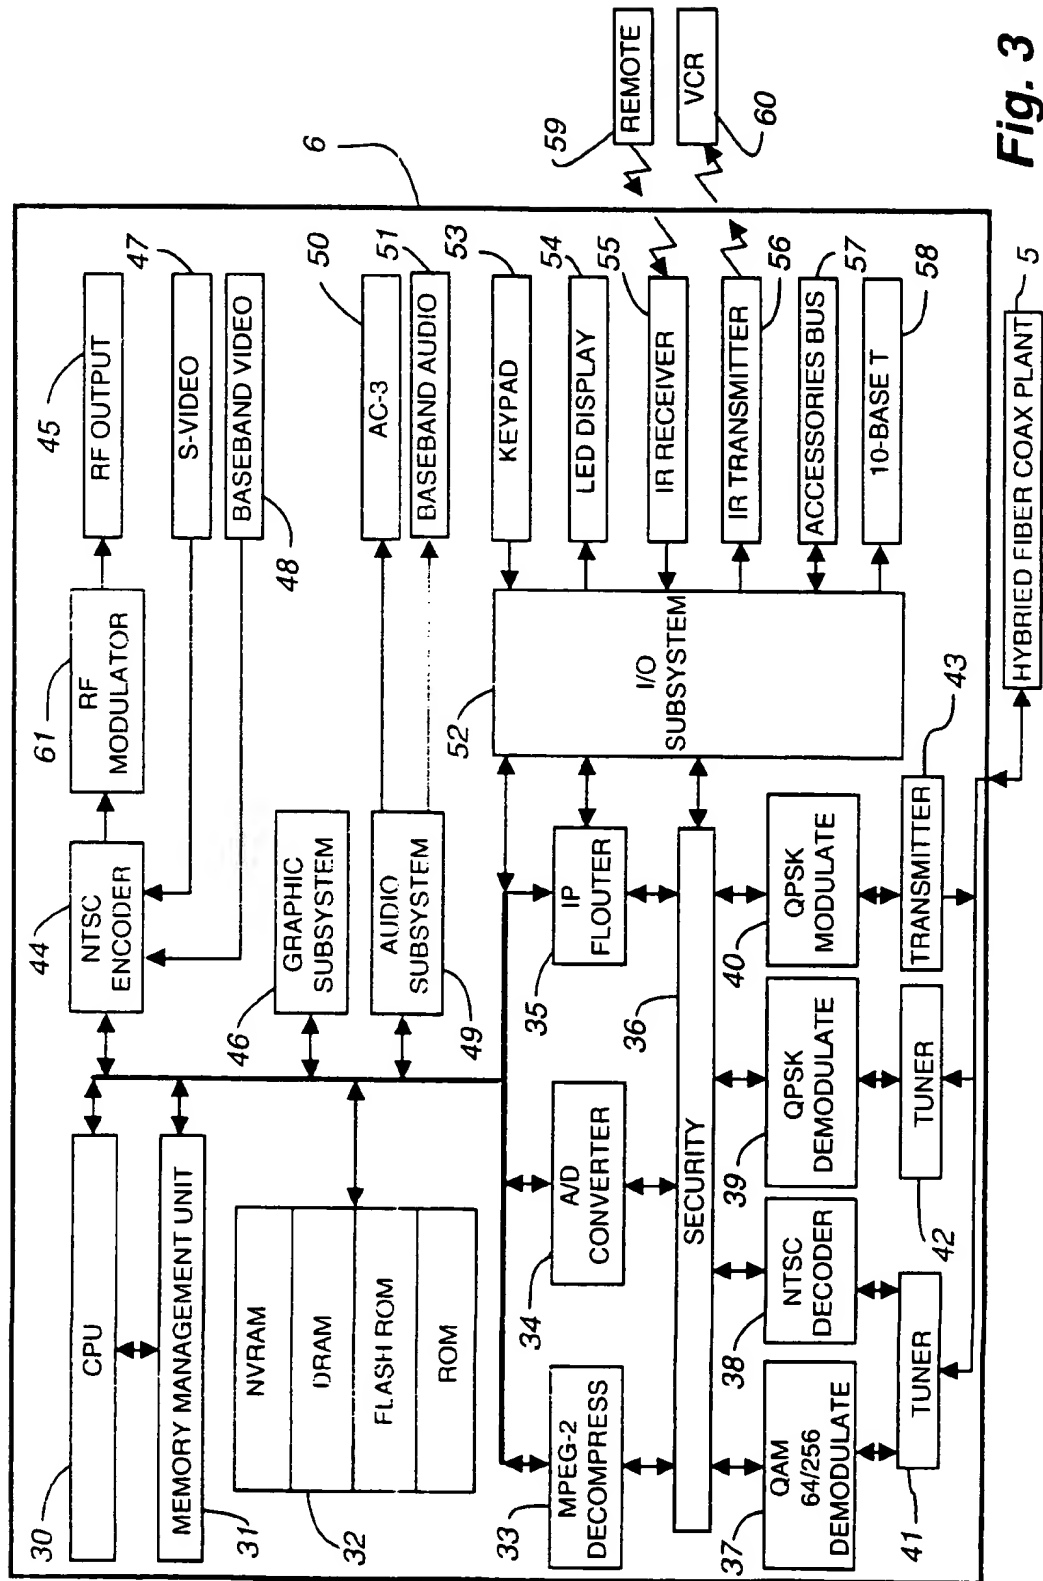 30
CPU
MEMORY MANAGEMENT UNIT
31
NVRAM
DRAM
FLASH ROM
ROM
32
44
NTSC
ENCODER
61
RF
MODULATOR
45
RF OUTPUT
47
S-VIDEO
BASEBAND VIDEO
48
6
46
GRAPHIC
SUBSYSTEM
AUDIO
SUBSYSTEM
49
50
AC-3
51
BASEBAND AUDIO
33
MPEG-2
DECOMPRESS
34
A/D
CONVERTER
35
IP
FLOUTER
36
SECURITY
52
I/O
SUBSYSTEM
53
KEYPAD
54
LED DISPLAY
55
IR RECEIVER
IR TRANSMITTER
56
ACCESSORIES BUS
57
10-BASE T
58
59
REMOTE
VCR
60
37
QAM
64/256
DEMODULATE
38
NTSC
DECODER
39
QPSK
DEMODULATE
40
QPSK
MODULATE
41
TUNER
42
TUNER
TRANSMITTER
43
HYBRIED FIBER COAX PLANT
5
Fig. 3